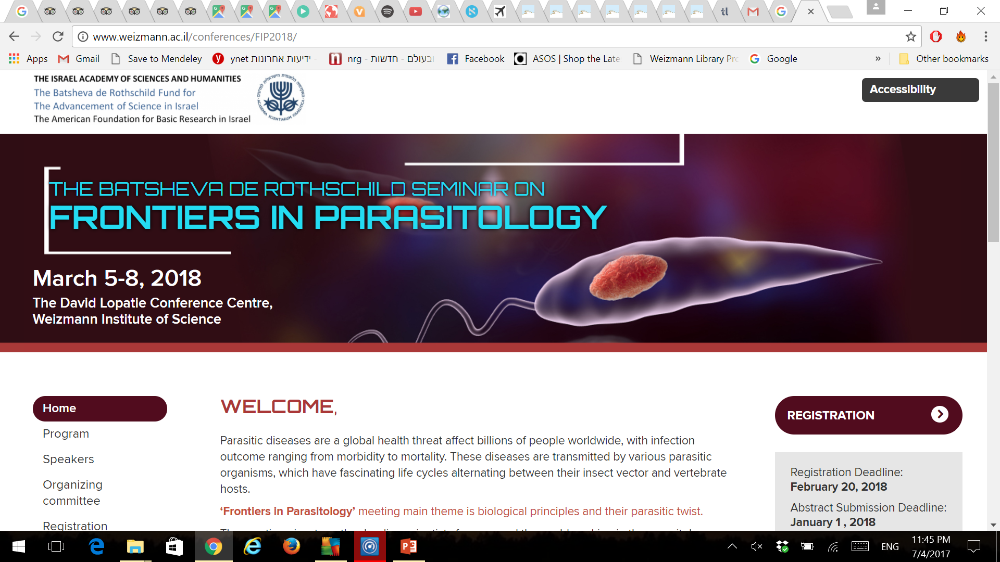 tl
www.weizmann.ac.il/conferences/FIP2018/
Apps
Gmail
Save to Mendeley
ynet ידיעות אחרונות -
nrg - חדשות - ובעולם
Facebook
ASOS | Shop the Late
Weizmann Library Pro
Google
»
Other bookmarks
THE ISRAEL ACADEMY OF SCIENCES AND HUMANITIES
The Batsheva de Rothschild Fund for
The Advancement of Science in Israel
The American Foundation for Basic Research in Israel
Accessibility
THE BATSHEVA DE ROTHSCHILD SEMINAR ON
FRONTIERS IN PARASITOLOGY
March 5-8, 2018
The David Lopatie Conference Centre,
Weizmann Institute of Science
Home
Program
Speakers
Organizing
committee
Registration
WELCOME,
Parasitic diseases are a global health threat affect billions of people worldwide, with infection
outcome ranging from morbidity to mortality. These diseases are transmitted by various parasitic
organisms, which have fascinating life cycles alternating between their insect vector and vertebrate
hosts.
‘Frontiers in Parasitology’ meeting main theme is biological principles and their parasitic twist.
REGISTRATION
Registration Deadline:
February 20, 2018
Abstract Submission Deadline:
January 1 , 2018
ENG
11:45 PM
7/4/2017